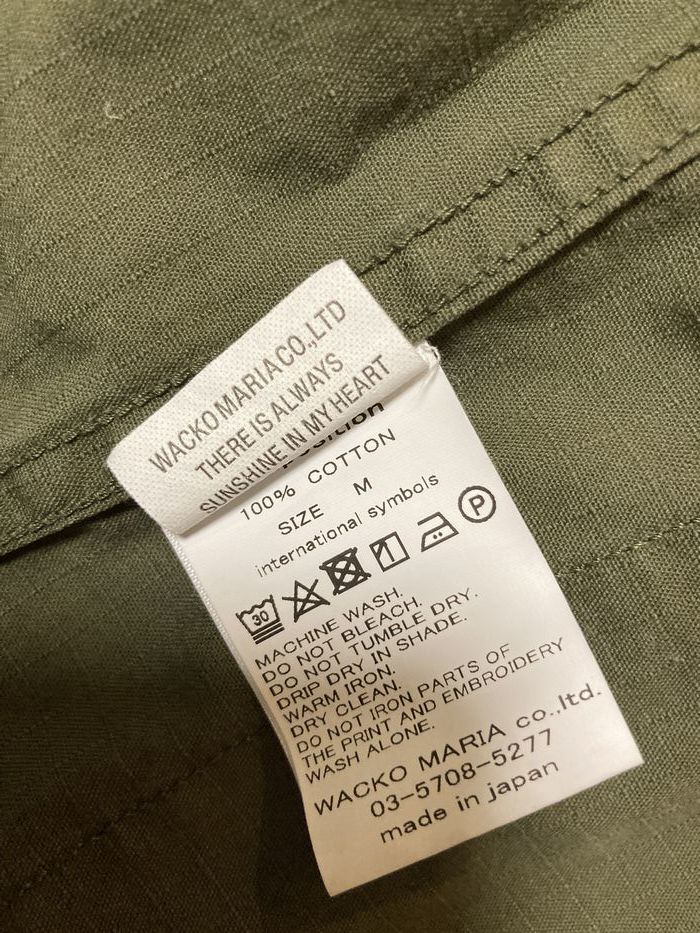 WACKO MARIA CO.,LTD
THERE IS ALWAYS
SUNSHINE IN MY HEART
position
100% COTTON
SIZE M
international symbols
30
P
MACHINE WASH.
DO NOT BLEACH.
DO NOT TUMBLE DRY.
DRIP DRY IN SHADE.
WARM IRON.
DRY CLEAN.
DO NOT IRON PARTS OF
THE PRINT AND EMBROIDERY
WASH ALONE.
WACKO MARIA co.,ltd.
03-5708-5277
made in japan